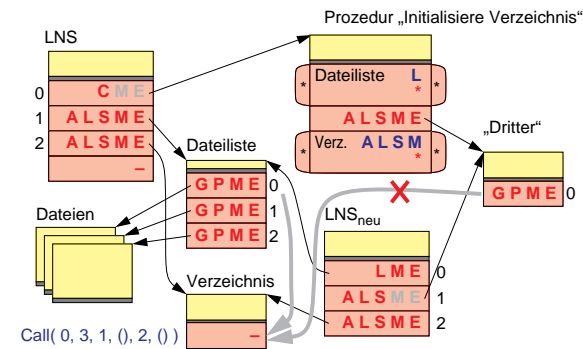 Prozedur „Initialisiere Verzeichnis“
LNS
Dateiliste L
* * *
0 C M E
1 A L S M E
2 A L S M E
–
A L S M E
Verz. A L S M
* * *
„Dritter“
G P M E 0
Dateiliste
G P M E 0
G P M E 1
G P M E 2
Dateien
LNSneu
L M E 0
A L S M E 1
A L S M E 2
Verzeichnis
–
Call( 0, 3, 1, (), 2, () )